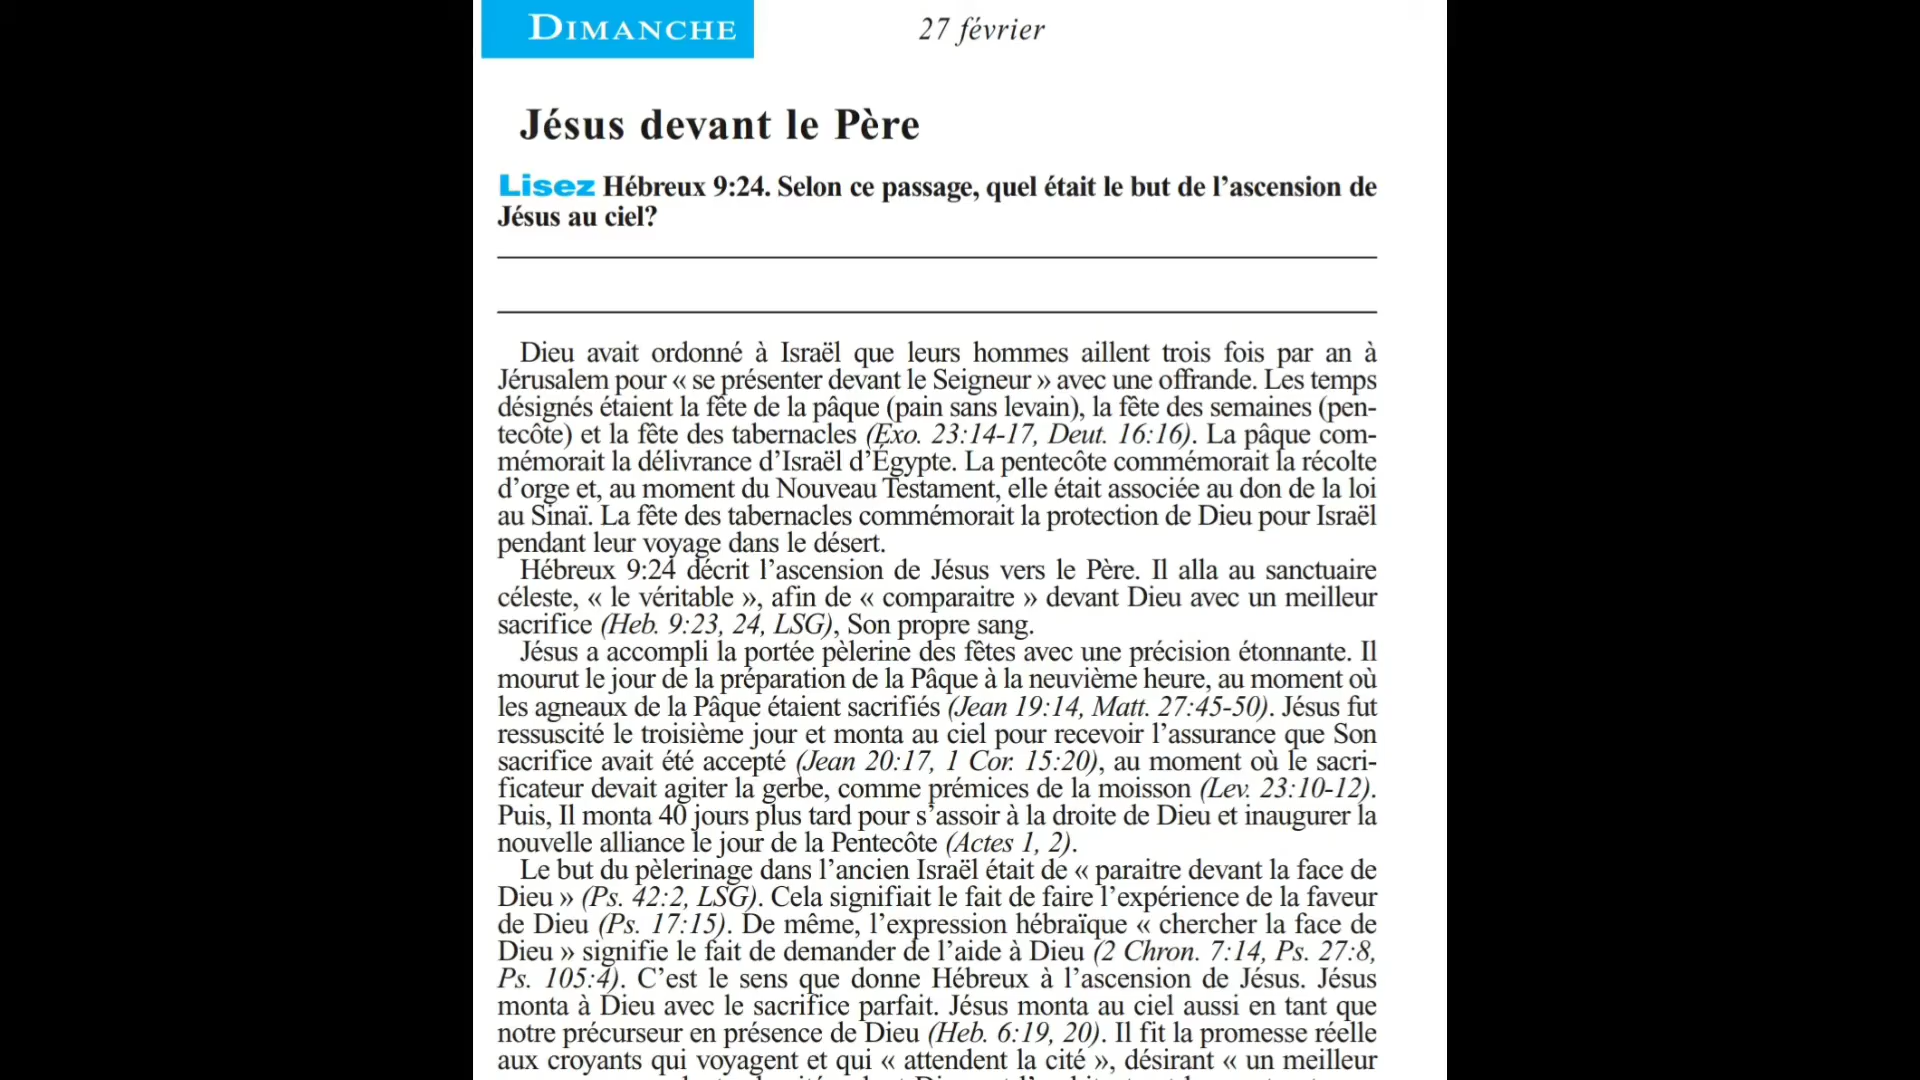 DIMANCHE
27 février
Jésus devant le Père
Lisez Hébreux 9:24. Selon ce passage, quel était le but de l’ascension de
Jésus au ciel?
Dieu avait ordonné à Israël que leurs hommes aillent trois fois par an à
Jérusalem pour « se présenter devant le Seigneur » avec une offrande. Les temps
désignés étaient la fête de la pâque (pain sans levain), la fête des semaines (pen-
tecôte) et la fête des tabernacles (Exo. 23:14-17, Deut. 16:16). La pâque com-
mémorait la délivrance d’Israël d’Égypte. La pentecôte commémorait la récolte
d’orge et, au moment du Nouveau Testament, elle était associée au don de la loi
au Sinaï. La fête des tabernacles commémorait la protection de Dieu pour Israël
pendant leur voyage dans le désert.
Hébreux 9:24 décrit l’ascension de Jésus vers le Père. Il alla au sanctuaire
céleste, « le véritable », afin de « comparaitre » devant Dieu avec un meilleur
sacrifice (Heb. 9:23, 24, LSG), Son propre sang.
Jésus a accompli la portée pèlerine des fêtes avec une précision étonnante. Il
mourut le jour de la préparation de la Pâque à la neuvième heure, au moment où
les agneaux de la Pâque étaient sacrifiés (Jean 19:14, Matt. 27:45-50). Jésus fut
ressuscité le troisième jour et monta au ciel pour recevoir l’assurance que Son
sacrifice avait été accepté (Jean 20:17, 1 Cor. 15:20), au moment où le sacri-
ficateur devait agiter la gerbe, comme prémices de la moisson (Lev. 23:10-12).
Puis, Il monta 40 jours plus tard pour s’assoir à la droite de Dieu et inaugurer la
nouvelle alliance le jour de la Pentecôte (Actes 1, 2).
Le but du pèlerinage dans l’ancien Israël était de « paraitre devant la face de
Dieu » (Ps. 42:2, LSG). Cela signifiait le fait de faire l’expérience de la faveur
de Dieu (Ps. 17:15). De même, l’expression hébraïque « chercher la face de
Dieu » signifie le fait de demander de l’aide à Dieu (2 Chron. 7:14, Ps. 27:8,
Ps. 105:4). C’est le sens que donne Hébreux à l’ascension de Jésus. Jésus
monta à Dieu avec le sacrifice parfait. Jésus monta au ciel aussi en tant que
notre précurseur en présence de Dieu (Heb. 6:19, 20). Il fit la promesse réelle
aux croyants qui voyagent et qui « attendent la cité », désirant « un meilleur